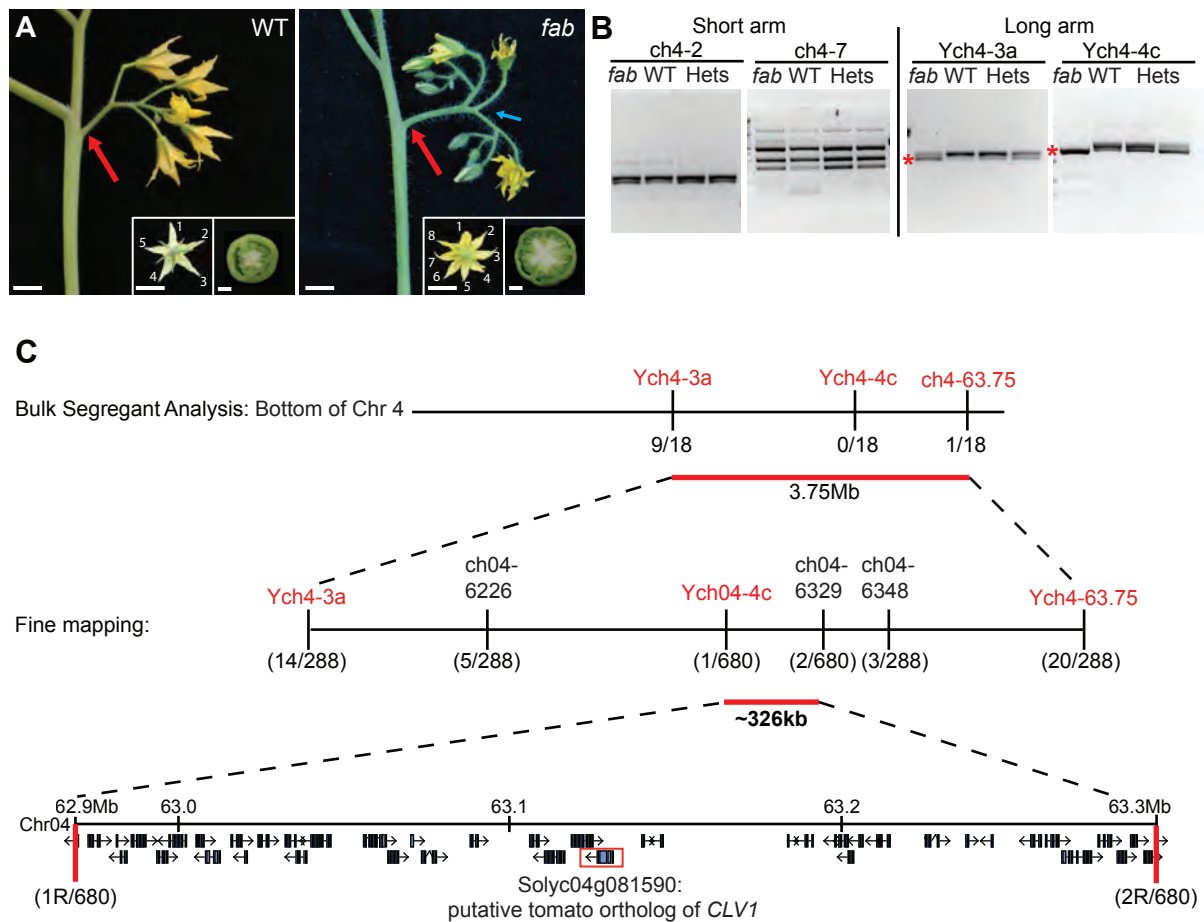 A
WT
fab
1
2
3
4
5
1
2
3
4
5
6
7
8
B
Short arm
Long arm
ch4-2
ch4-7
Ych4-3a
Ych4-4c
fab WT Hets
fab WT Hets
fab WT Hets
fab WT Hets
*
*
C
Ych4-3a
Ych4-4c
ch4-63.75
Bulk Segregant Analysis: Bottom of Chr 4
9/18
0/18
1/18
3.75Mb
Ych4-3a
ch04-
6226
Ych04-4c
ch04-
6329
ch04-
6348
Ych4-63.75
Fine mapping:
(14/288)
(5/288)
(1/680)
(2/680)
(3/288)
(20/288)
~326kb
62.9Mb
63.0
63.1
63.2
63.3Mb
Chr04
(1R/680)
Solyc04g081590:
putative tomato ortholog of CLV1
(2R/680)